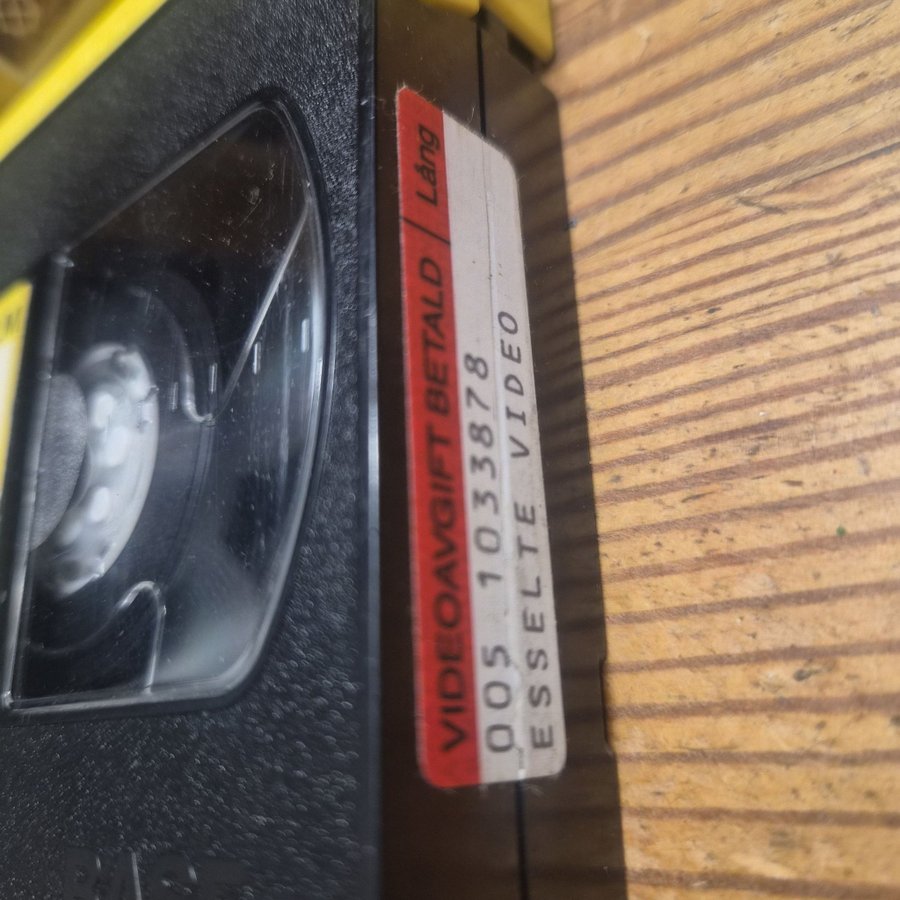 VIDEOAVGIFT BETALD / Lång
005 1033878
ESSELTE VIDEO